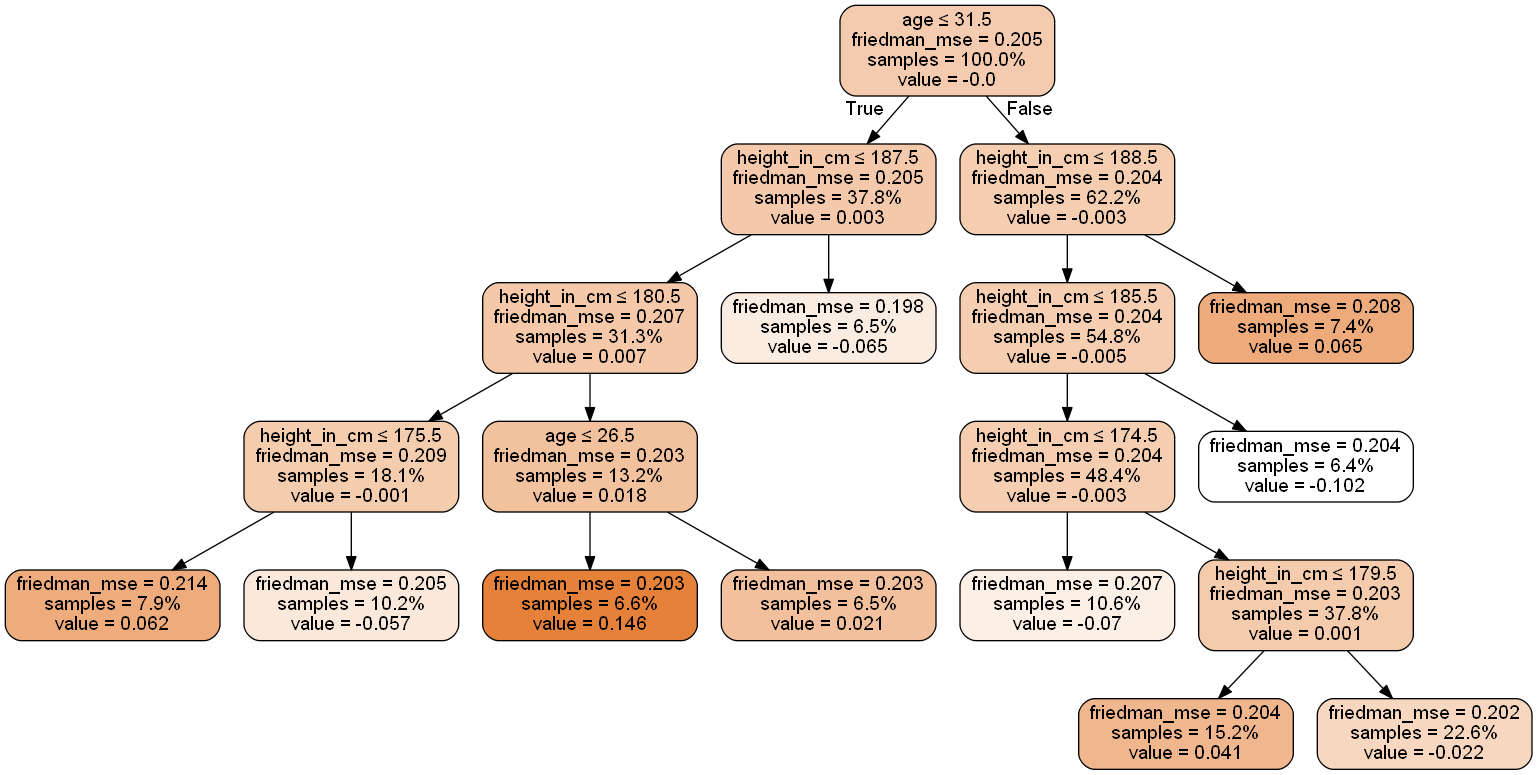 age ≤ 31.5
friedman_mse = 0.205
samples = 100.0%
value = -0.0
True
False
height_in_cm ≤ 187.5
friedman_mse = 0.205
samples = 37.8%
value = 0.003
height_in_cm ≤ 188.5
friedman_mse = 0.204
samples = 62.2%
value = -0.003
height_in_cm ≤ 180.5
friedman_mse = 0.207
samples = 31.3%
value = 0.007
friedman_mse = 0.198
samples = 6.5%
value = -0.065
height_in_cm ≤ 185.5
friedman_mse = 0.204
samples = 54.8%
value = -0.005
friedman_mse = 0.208
samples = 7.4%
value = 0.065
height_in_cm ≤ 175.5
friedman_mse = 0.209
samples = 18.1%
value = -0.001
age ≤ 26.5
friedman_mse = 0.203
samples = 13.2%
value = 0.018
height_in_cm ≤ 174.5
friedman_mse = 0.204
samples = 48.4%
value = -0.003
friedman_mse = 0.204
samples = 6.4%
value = -0.102
friedman_mse = 0.214
samples = 7.9%
value = 0.062
friedman_mse = 0.205
samples = 10.2%
value = -0.057
friedman_mse = 0.203
samples = 6.6%
value = 0.146
friedman_mse = 0.203
samples = 6.5%
value = 0.021
friedman_mse = 0.207
samples = 10.6%
value = -0.07
height_in_cm ≤ 179.5
friedman_mse = 0.203
samples = 37.8%
value = 0.001
friedman_mse = 0.204
samples = 15.2%
value = 0.041
friedman_mse = 0.202
samples = 22.6%
value = -0.022